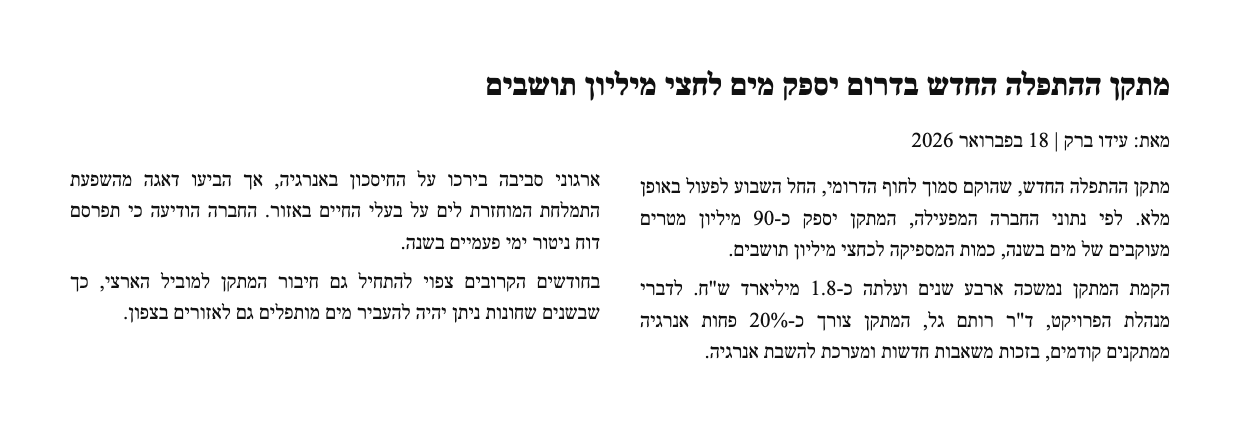 מתקן ההתפלה החדש בדרום יספק מים לחצי מיליון תושבים
מאת: עידו ברק | 18 בפברואר 2026
מתקן ההתפלה החדש, שהוקם סמוך לחוף הדרומי, החל השבוע לפעול באופן
מלא. לפי נתוני החברה המפעילה, המתקן יספק כ-90 מיליון מטרים
מעוקבים של מים בשנה, כמות המספיקה לכחצי מיליון תושבים.
הקמת המתקן נמשכה ארבע שנים ועלתה כ-1.8 מיליארד ש"ח. לדברי
מנהלת הפרויקט, ד"ר רותם גל, המתקן צורך כ-20% פחות אנרגיה
ממתקנים קודמים, בזכות משאבות חדשות ומערכת להשבת אנרגיה.
ארגוני סביבה בירכו על החיסכון באנרגיה, אך הביעו דאגה מהשפעת
התמלחת המוחזרת לים על בעלי החיים באזור. החברה הודיעה כי תפרסם
דוח ניטור ימי פעמיים בשנה.
בחודשים הקרובים צפוי להתחיל גם חיבור המתקן למוביל הארצי, כך
שבשנים שחונות ניתן יהיה להעביר מים מותפלים גם לאזורים בצפון.